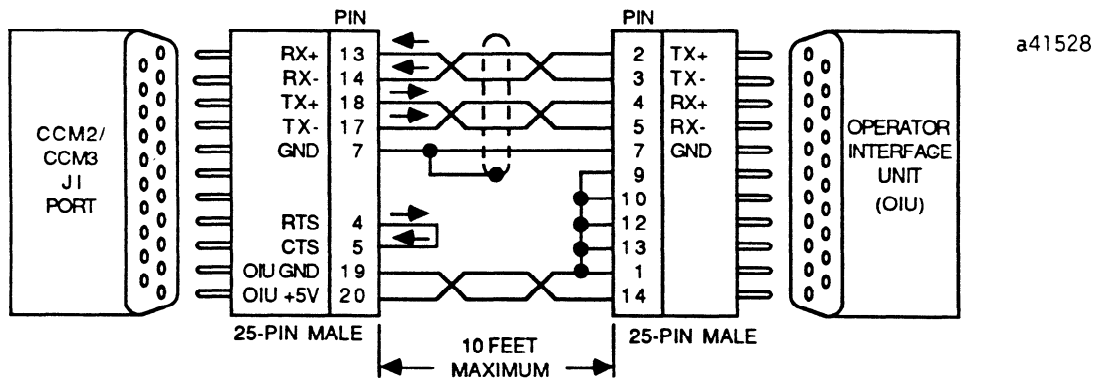 PIN PIN
a41528
CCM2/
CCM3
J1
PORT
RX+ 13 2 TX+
RX- 14 3 TX-
TX+ 18 4 RX+
TX- 17 5 RX-
GND 7 7 GND
9
10
RTS 4 12
CTS 5 13
OIU GND 19 1
OIU +5V 20 14
OPERATOR
INTERFACE
UNIT
(OIU)
25-PIN MALE 25-PIN MALE
10 FEET
MAXIMUM